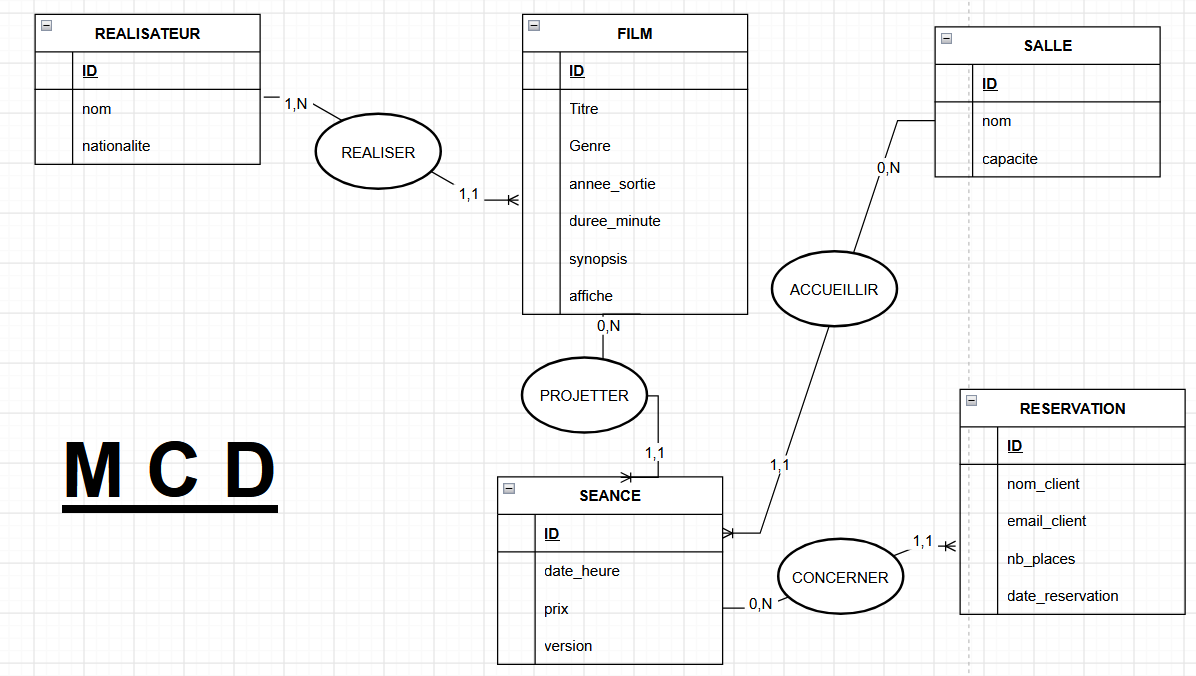 REALISATEUR
ID
nom
nationalite
1,N
REALISER
1,1
FILM
ID
Titre
Genre
annee_sortie
duree_minute
synopsis
affiche
0,N
PROJETTER
1,1
SALLE
ID
nom
capacite
0,N
ACCUEILLIR
1,1
M C D
SEANCE
ID
date_heure
prix
version
0,N
CONCERNER
1,1
RESERVATION
ID
nom_client
email_client
nb_places
date_reservation